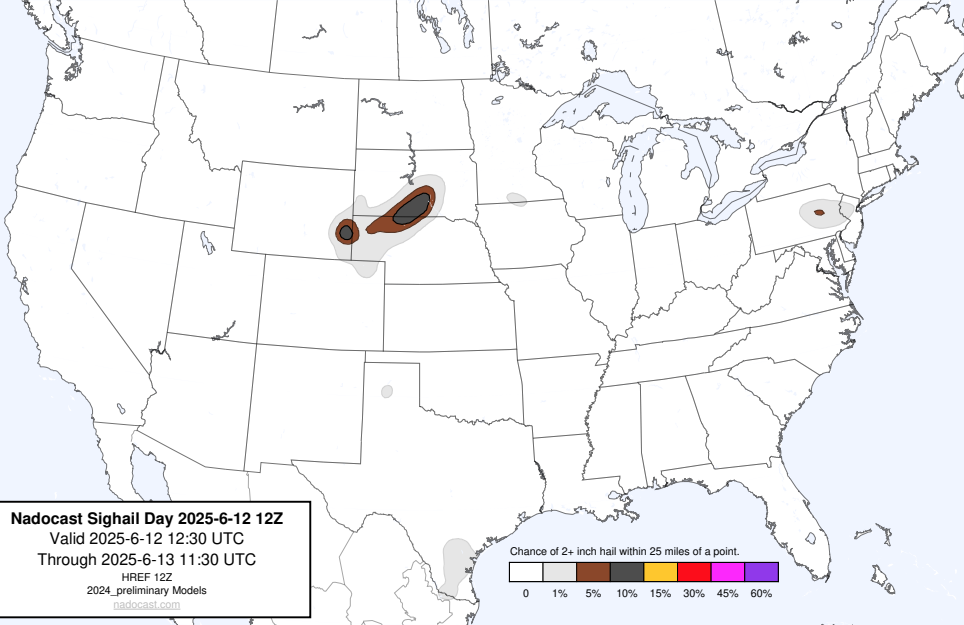 Nadocast Sighail Day 2025-6-12 12Z
Valid 2025-6-12 12:30 UTC
Through 2025-6-13 11:30 UTC
HREF 12Z
2024_preliminary Models
nadocast.com
Chance of 2+ inch hail within 25 miles of a point.
0 1% 5% 10% 15% 30% 45% 60%